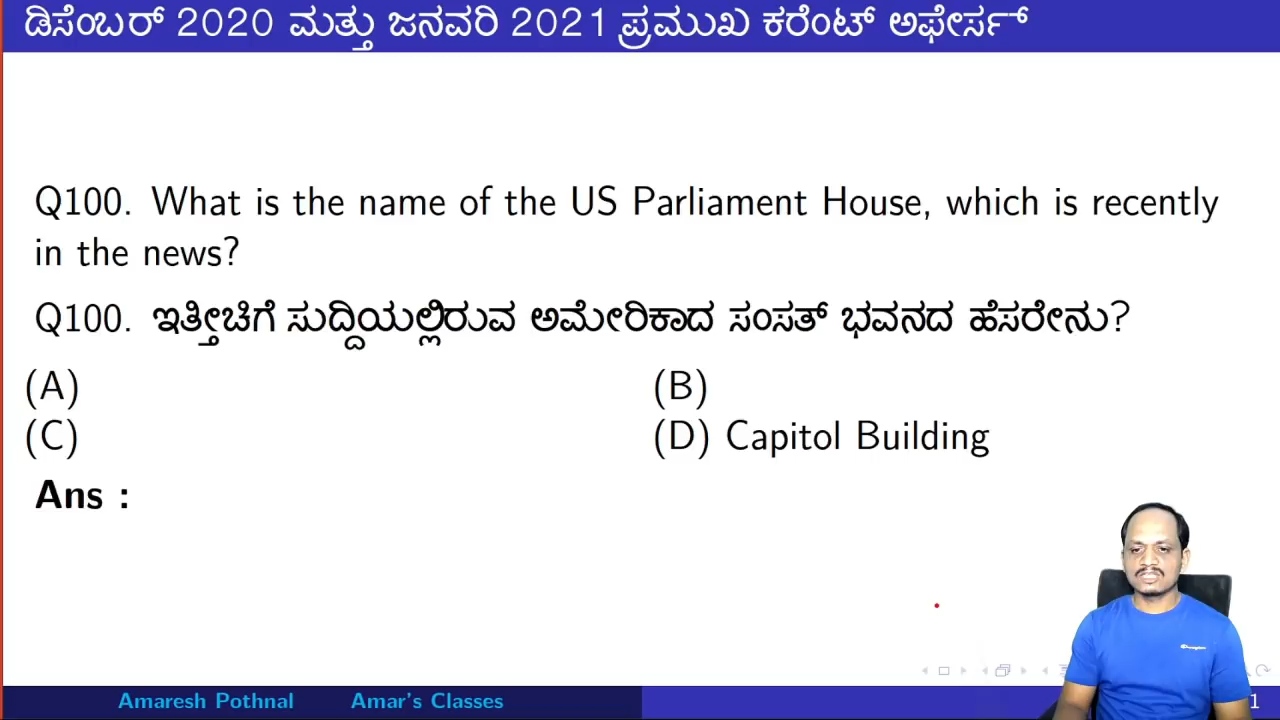 ಡಿಸೆಂಬರ್ 2020 ಮತ್ತು ಜನವರಿ 2021 ಪ್ರಮುಖ ಕರೆಂಟ್ ಅಫೇರ್ಸ್
Q100. What is the name of the US Parliament House, which is recently
in the news?
Q100. ಇತ್ತೀಚಿಗೆ ಸುದ್ದಿಯಲ್ಲಿರುವ ಅಮೇರಿಕಾದ ಸಂಸತ್ ಭವನದ ಹೆಸರೇನು?
(A) (B)
(C) (D) Capitol Building
Ans :
Amaresh Pothnal Amar's Classes 1